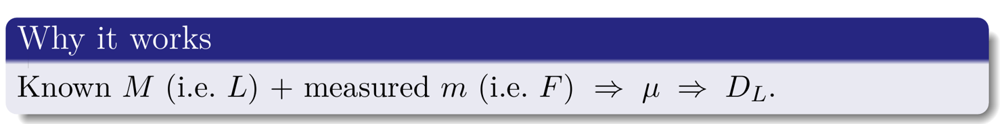 Why it works
Known M (i.e. L) + measured m (i.e. F) ⇒ μ ⇒ D_L.